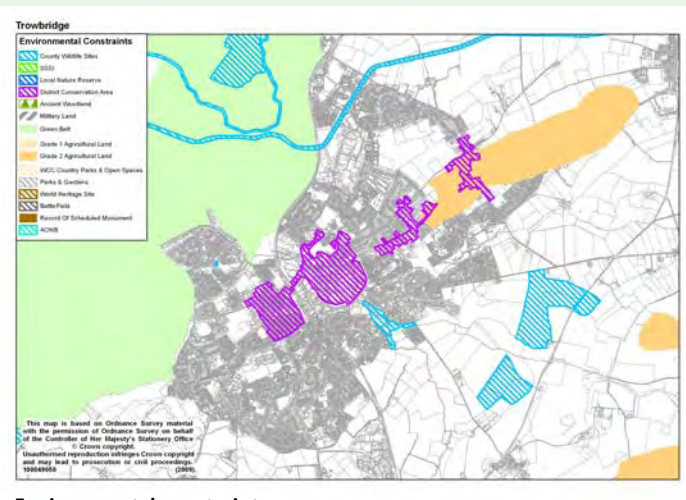 Trowbridge
Environmental Constraints
County Wildlife Sites
SSSI
Local Nature Reserve
District Conservation Area
Ancient Woodland
Military Land
Green Belt
Grade 1 Agricultural Land
Grade 2 Agricultural Land
WCC Country Parks & Open Spaces
Parks & Gardens
World Heritage Site
BattleField
Record Of Scheduled Monument
AONB
This map is based on Ordnance Survey material
with the permission of Ordnance Survey on behalf
of the Controller of Her Majesty's Stationery Office
© Crown copyright.
Unauthorised reproduction infringes Crown copyright
and may lead to prosecution or civil proceedings.
100049050 (2009)